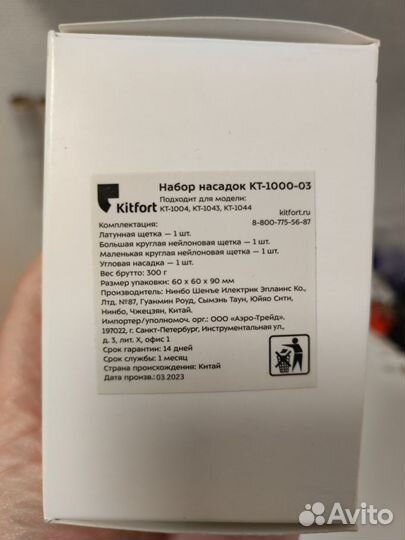 Набор насадок KT-1000-03
Подходит для модели:
KT-1004, KT-1043, KT-1044
Kitfort
kitfort.ru
8-800-775-56-87
Комплектация:
Латунная щетка — 1 шт.
Большая круглая нейлоновая щетка — 1 шт.
Маленькая круглая нейлоновая щетка — 1 шт.
Угловая насадка — 1 шт.
Вес брутто: 300 г
Размер упаковки: 60 х 60 х 90 мм
Производитель: Нинбо Шенье Илектрик Эплаинс Ко.,
Лтд. №87, Гуанмин Роуд, Сымэнь Таун, Юйяо Сити,
Нинбо, Чжецзян, Китай.
Импортер/уполномоч. орг.: ООО «Аэро-Трейд».
197022, г. Санкт-Петербург, Инструментальная ул.,
д. 3, лит. X, офис 1
Срок гарантии: 14 дней
Срок службы: 1 месяц
Страна происхождения: Китай
Дата произв.: 03.2023
Avito